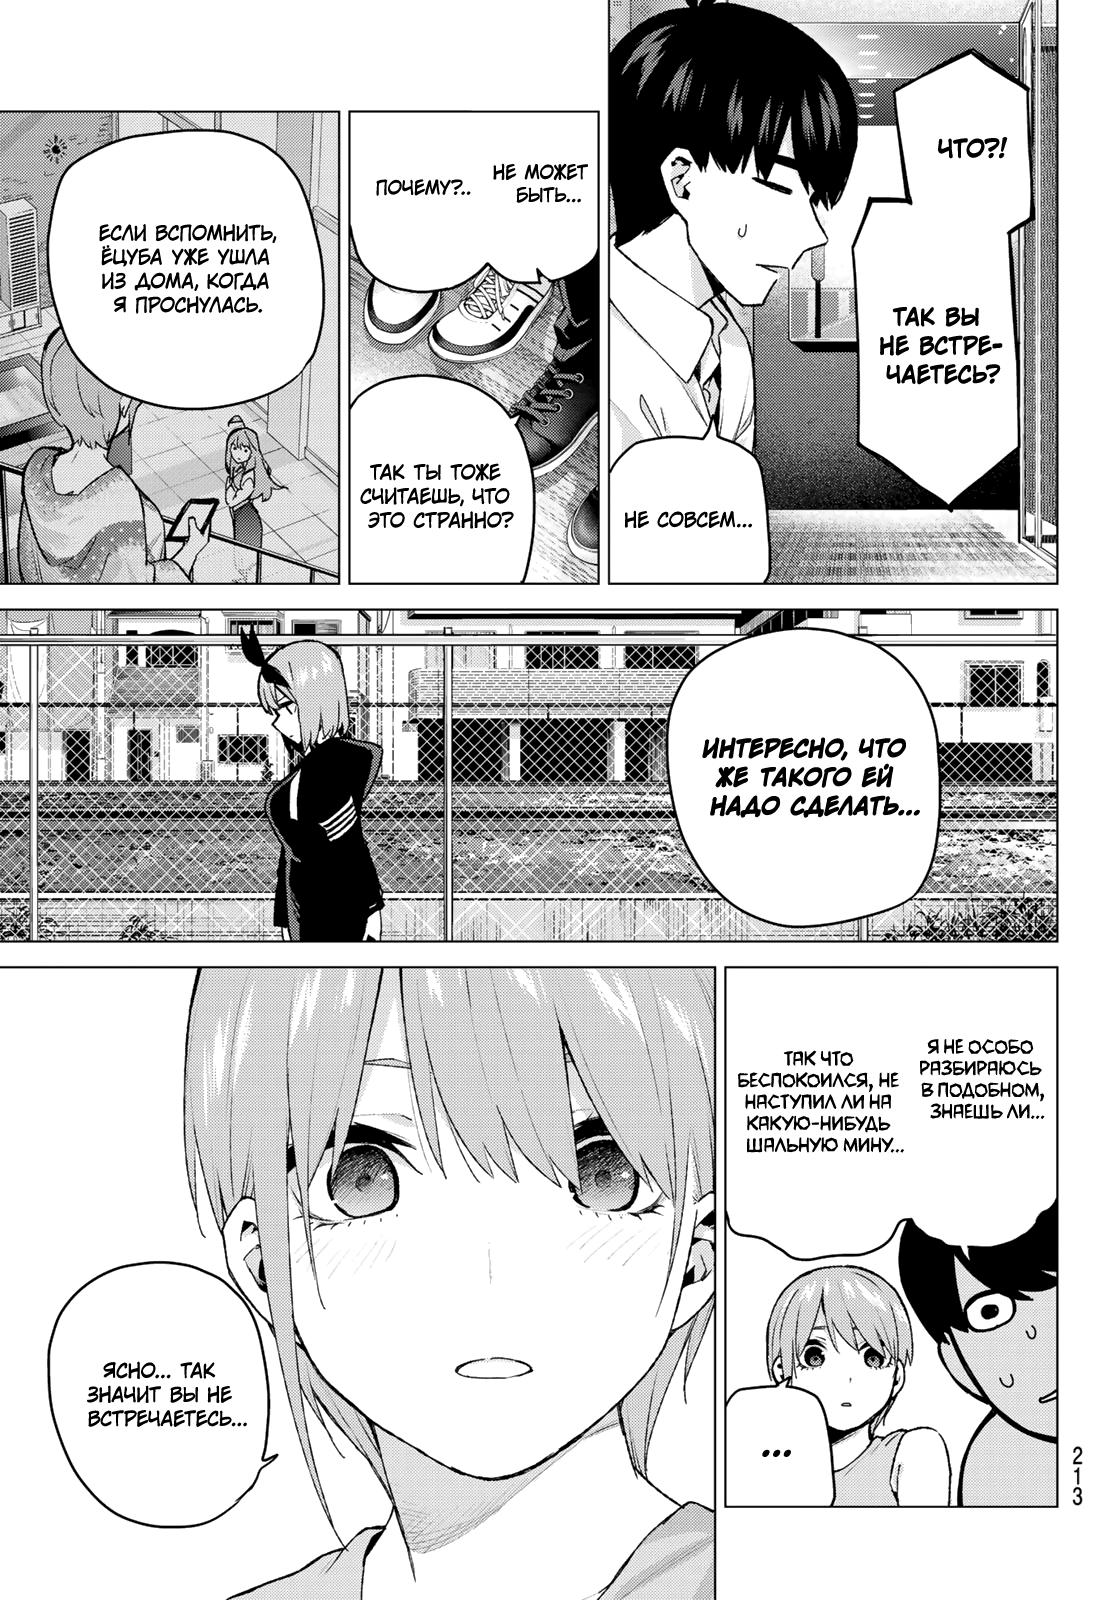 ЧТО?!
ТАК ВЫ
НЕ ВСТРЕ-
ЧАЕТЕСЬ?
НЕ СОВСЕМ...
НЕ МОЖЕТ
БЫТЬ...
ПОЧЕМУ?..
ТАК ТЫ ТОЖЕ
СЧИТАЕШЬ, ЧТО
ЭТО СТРАННО?
ЕСЛИ ВСПОМНИТЬ,
ЁЦУБА УЖЕ УШЛА
ИЗ ДОМА, КОГДА
Я ПРОСНУЛАСЬ.
ИНТЕРЕСНО, ЧТО
ЖЕ ТАКОГО ЕЙ
НАДО СДЕЛАТЬ...
Я НЕ ОСОБО
РАЗБИРАЮСЬ
В ПОДОБНОМ,
ЗНАЕШЬ ЛИ...
ТАК ЧТО
БЕСПОКОИЛСЯ, НЕ
НАСТУПИЛ ЛИ НА
КАКУЮ-НИБУДЬ
ШАЛЬНУЮ МИНУ...
...
ЯСНО... ТАК
ЗНАЧИТ ВЫ НЕ
ВСТРЕЧАЕТЕСЬ...
213